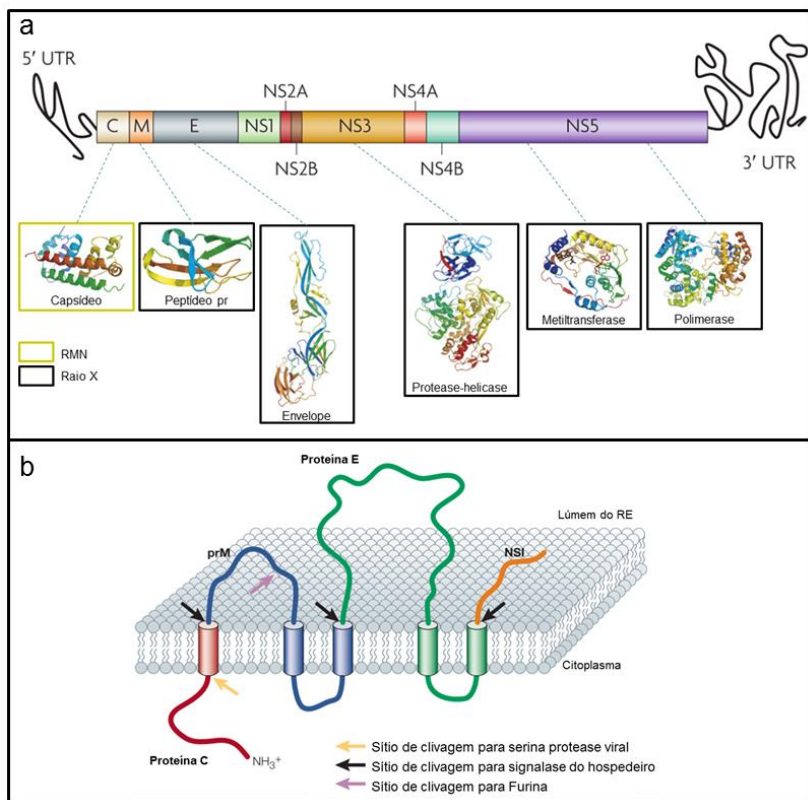 a
5′ UTR
NS2A
NS4A
C
M
E
NS1
NS3
NS5
NS2B
NS4B
3′ UTR
Capsídeo
Peptídeo pr
Envelope
Protease-helicase
Metiltransferase
Polimerase
RMN
Raio X
b
Proteína E
Lúmem do RE
prM
NSI
Citoplasma
Proteína C
NH₃⁺
Sítio de clivagem para serina protease viral
Sítio de clivagem para signalase do hospedeiro
Sítio de clivagem para Furina